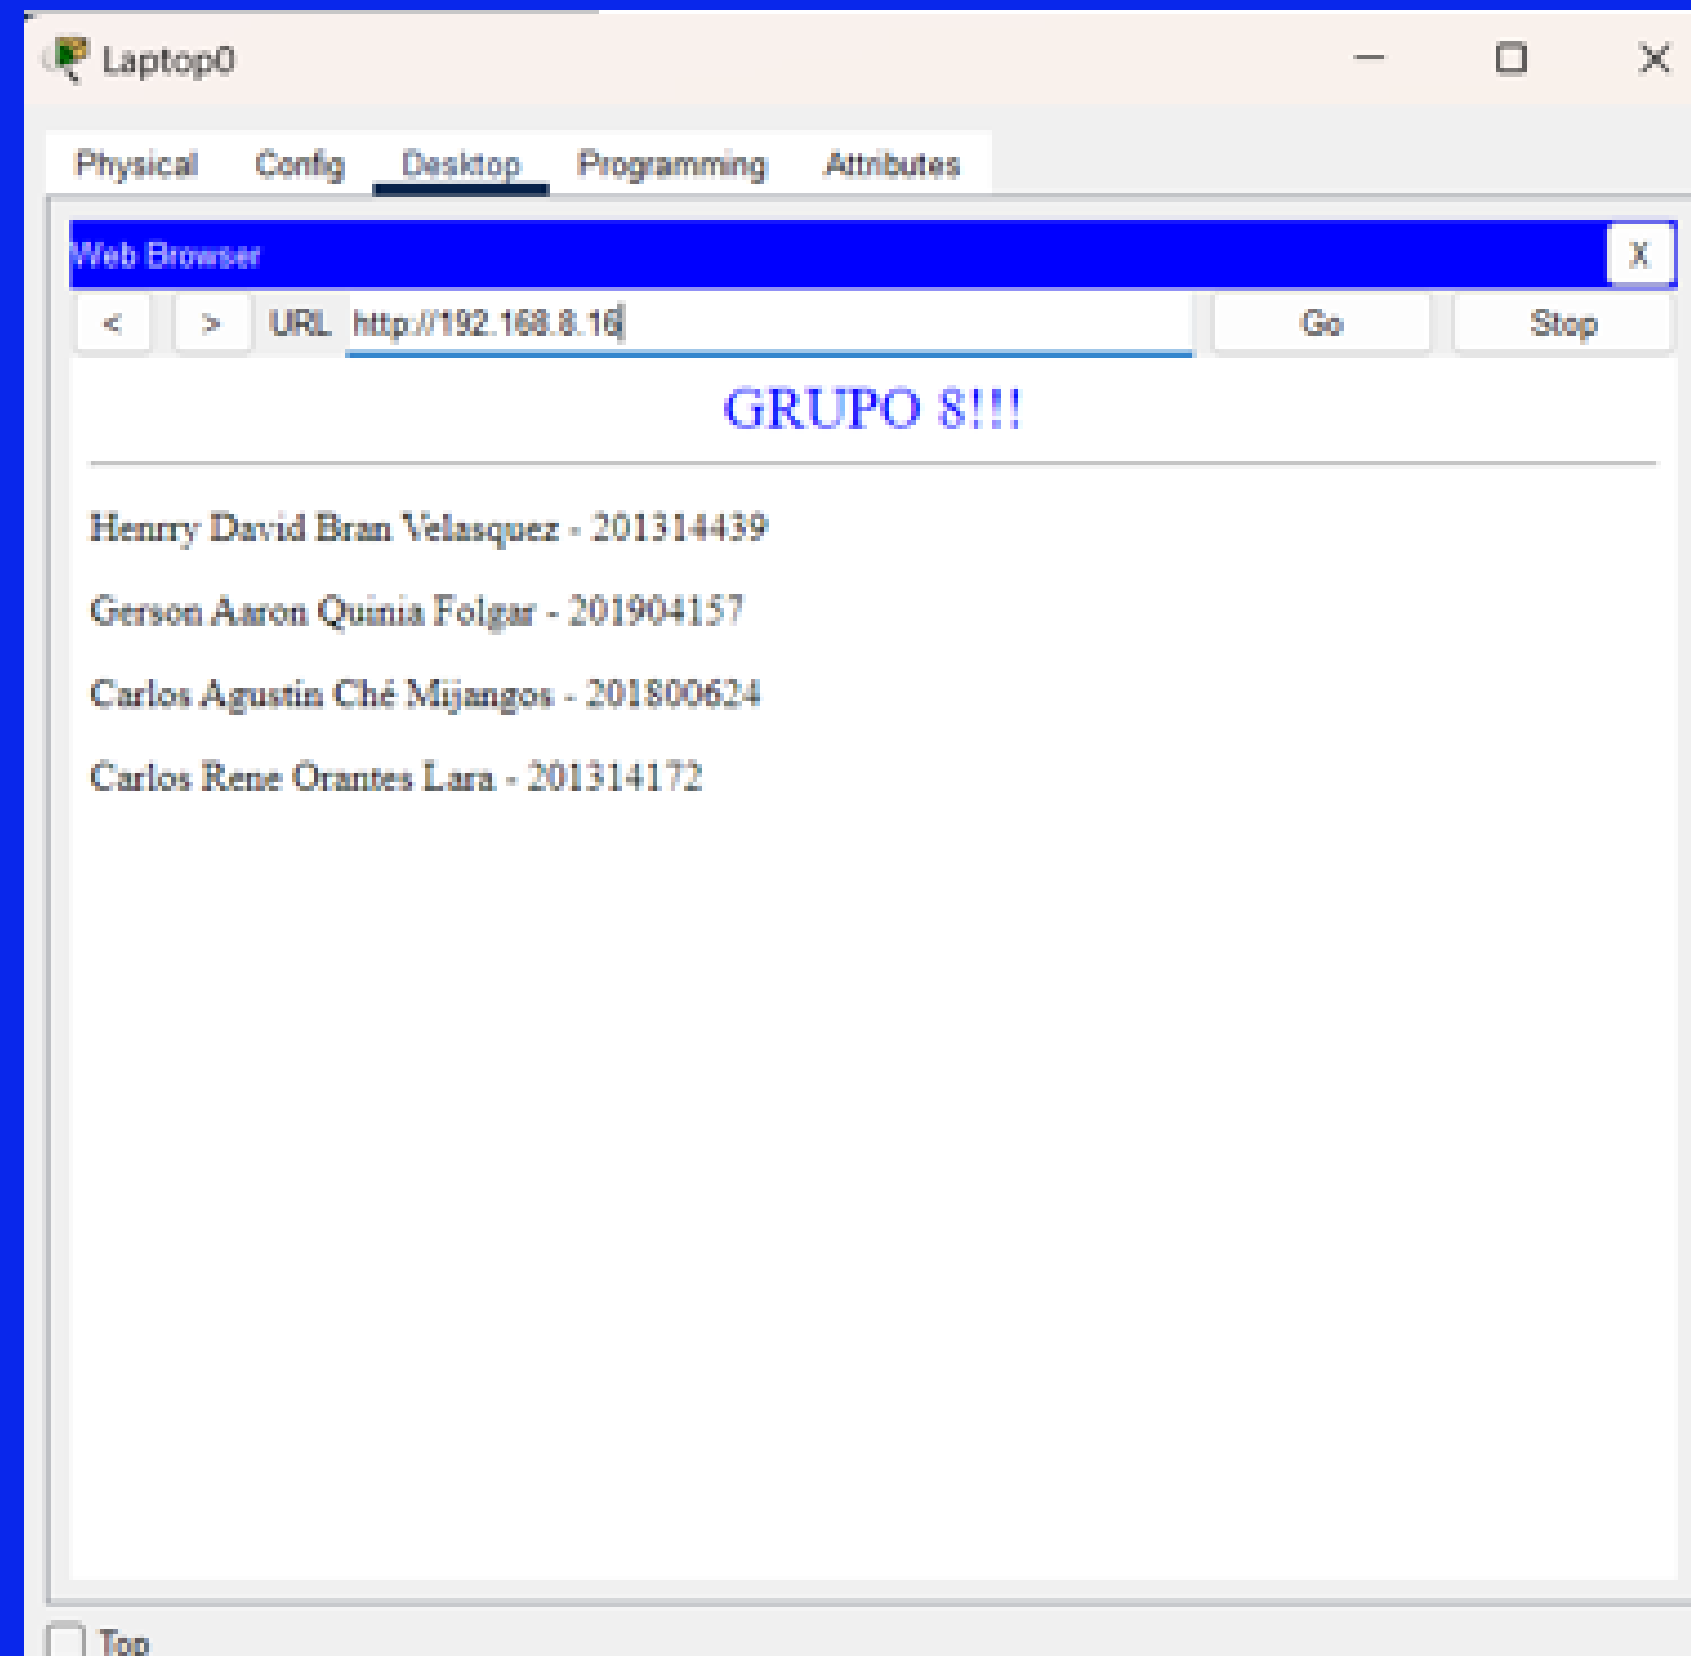 Laptop0
Physical Config Desktop Programming Attributes
Web Browser X
< > URL http://192.168.8.16 Go Stop
GRUPO 8!!!
Henrry David Bran Velasquez - 201314439
Gerson Aaron Quinia Folgar - 201904157
Carlos Agustin Ché Mijangos - 201800624
Carlos Rene Orantes Lara - 201314172
Top